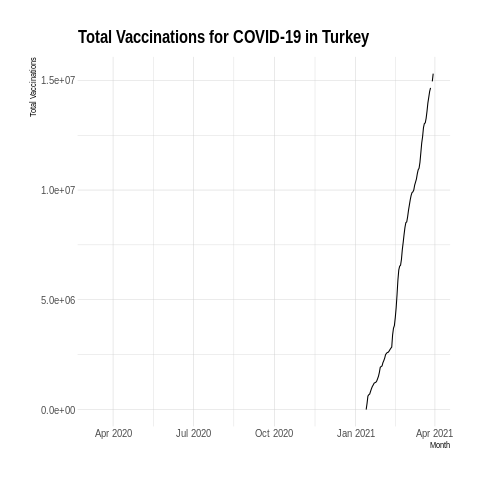 Total Vaccinations for COVID-19 in Turkey
Total Vaccinations
1.5e+07
1.0e+07
5.0e+06
0.0e+00
Apr 2020 Jul 2020 Oct 2020 Jan 2021 Apr 2021
Month